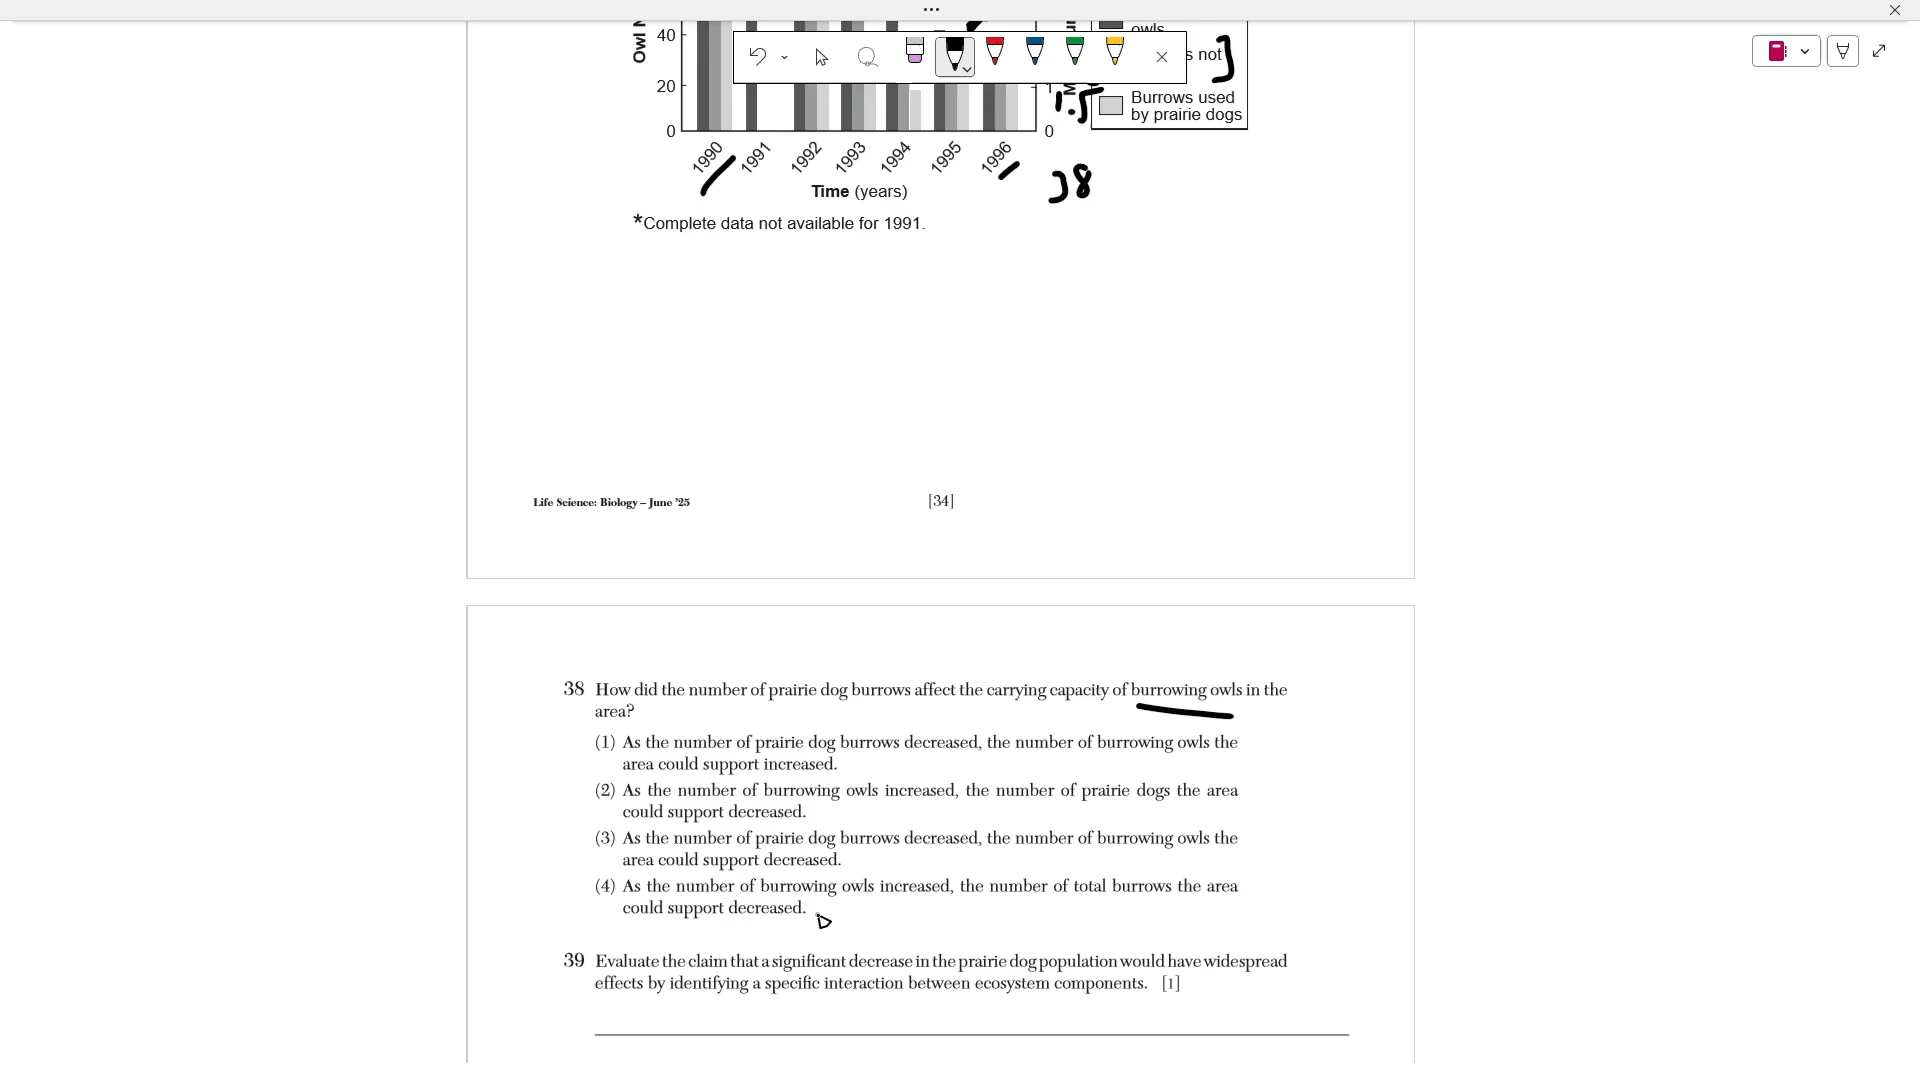 40
owls
Owl
s not
20
1
1.5
Burrows used
by prairie dogs
0
0
1990
1991
1992
1993
1994
1995
1996
38
Time (years)
*Complete data not available for 1991.
Life Science: Biology – June '25
[34]
38 How did the number of prairie dog burrows affect the carrying capacity of burrowing owls in the
area?
(1) As the number of prairie dog burrows decreased, the number of burrowing owls the
area could support increased.
(2) As the number of burrowing owls increased, the number of prairie dogs the area
could support decreased.
(3) As the number of prairie dog burrows decreased, the number of burrowing owls the
area could support decreased.
(4) As the number of burrowing owls increased, the number of total burrows the area
could support decreased.
39 Evaluate the claim that a significant decrease in the prairie dog population would have widespread
effects by identifying a specific interaction between ecosystem components. [1]